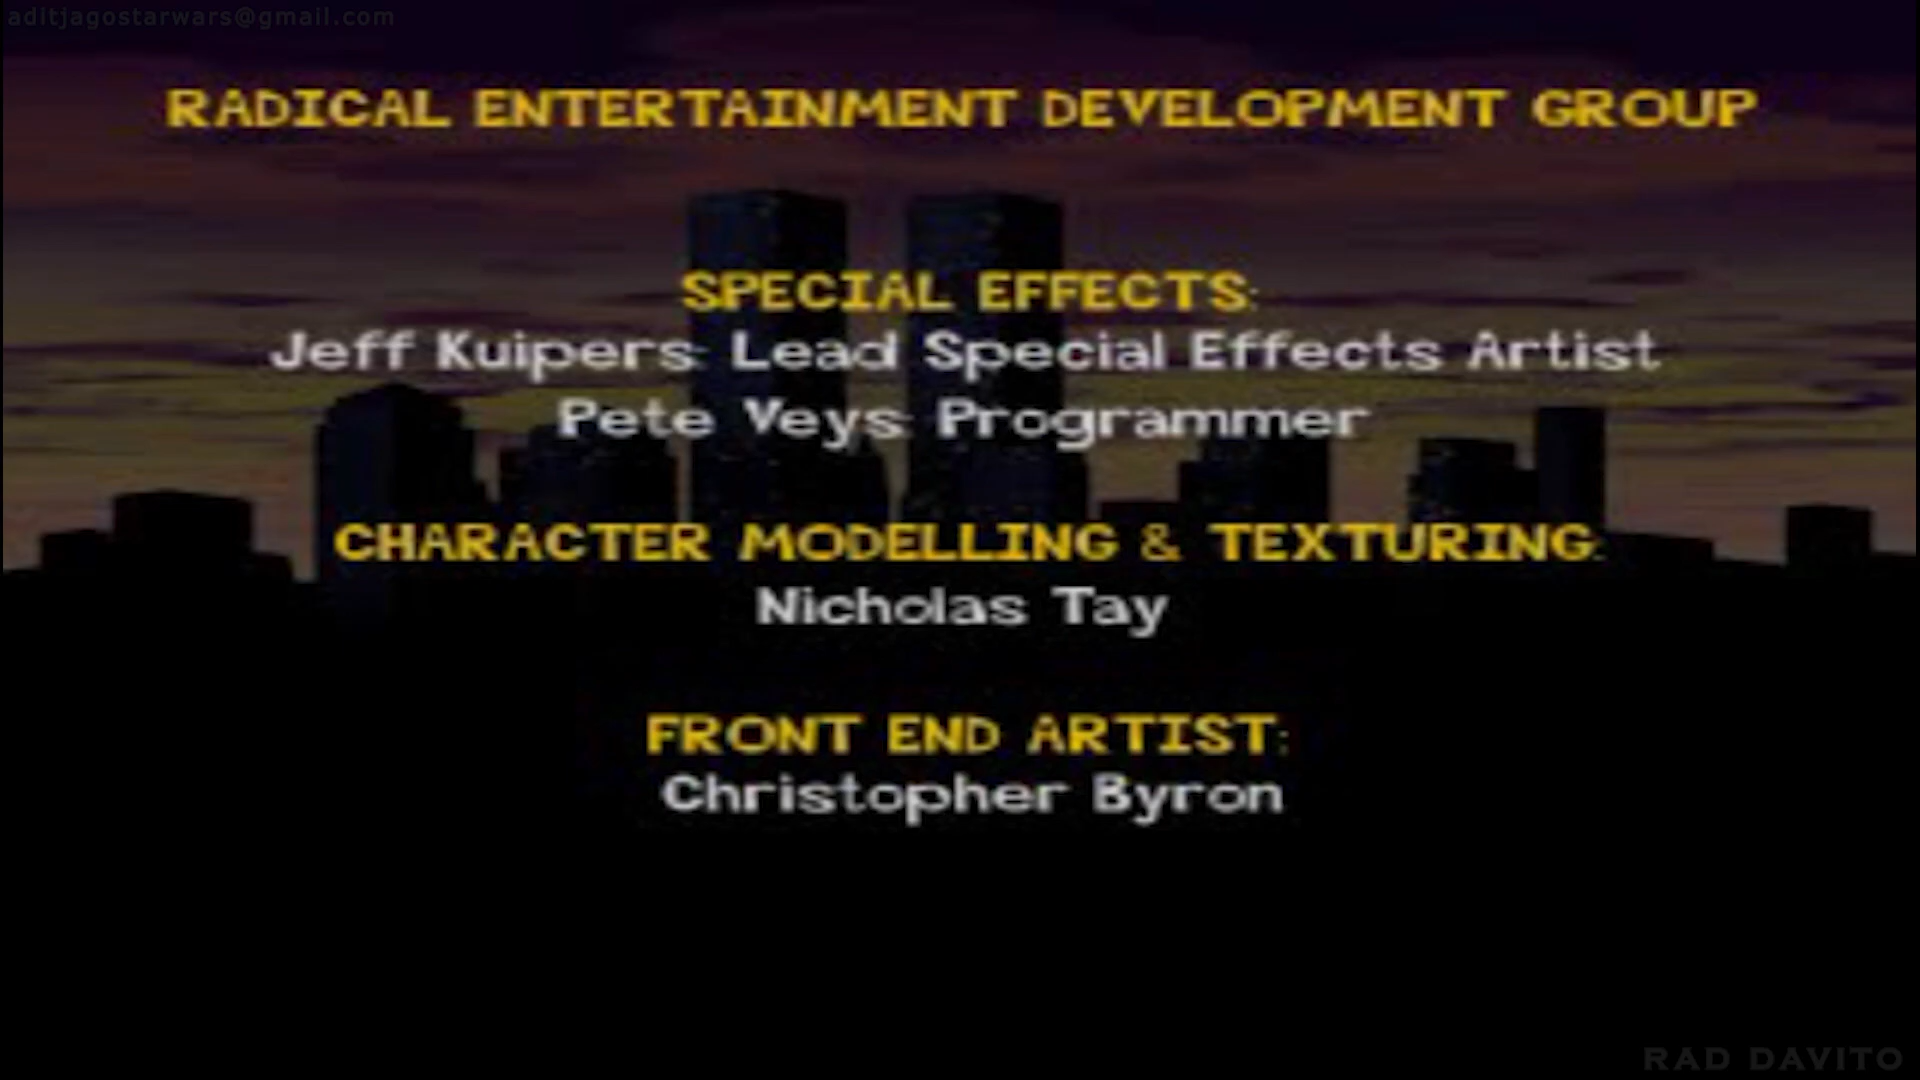 aditjagostarwars@gmail.com
RADICAL ENTERTAINMENT DEVELOPMENT GROUP
SPECIAL EFFECTS:
Jeff Kuipers: Lead Special Effects Artist
Pete Veys: Programmer
CHARACTER MODELLING & TEXTURING:
Nicholas Tay
FRONT END ARTIST:
Christopher Byron
RAD DAVITO